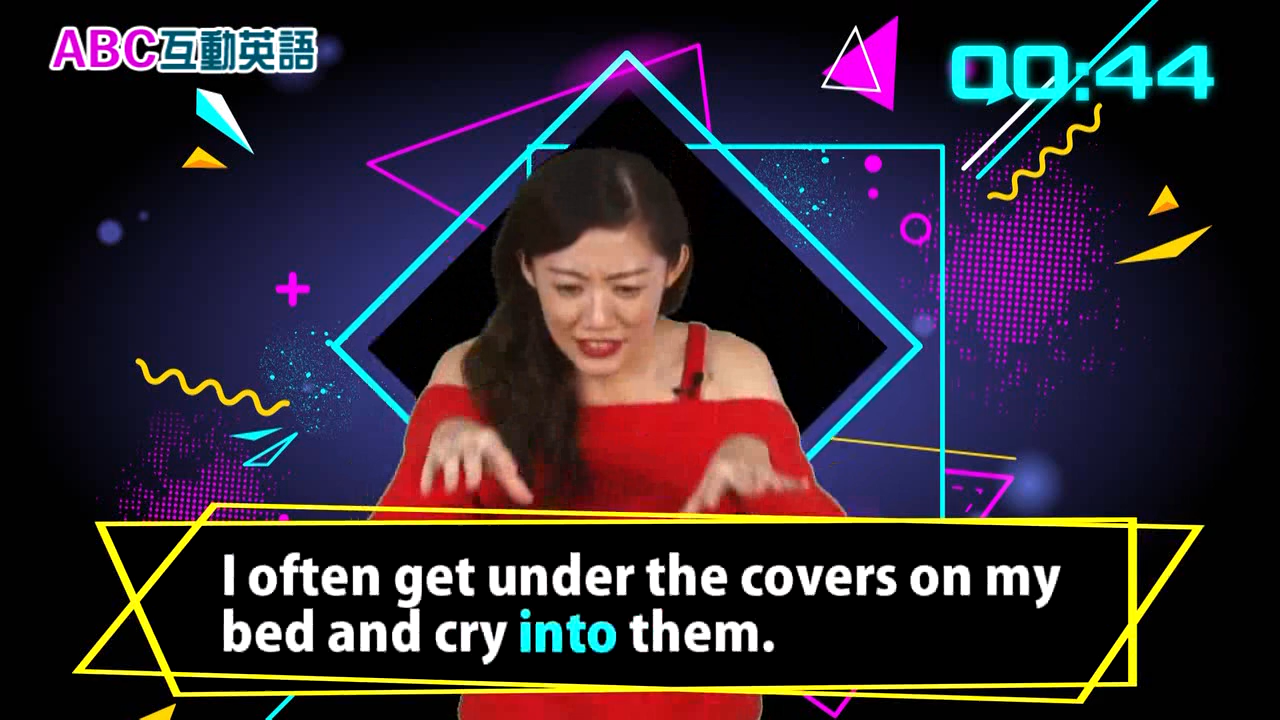 ABC互動英語
00:44
I often get under the covers on my
bed and cry into them.